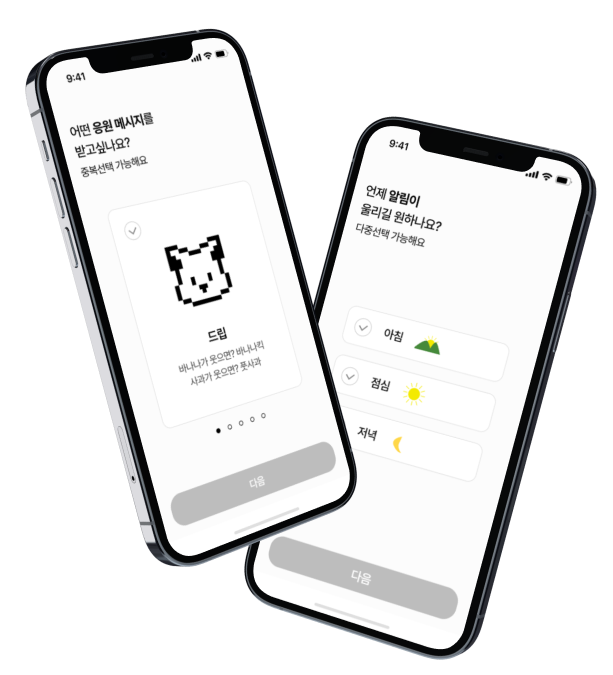 9:41
어떤 응원 메시지를
받고싶나요?
중복선택 가능해요
드립
바나나가 웃으면? 바나나킥
사과가 웃으면? 풋사과
다음
9:41
언제 알림이
울리길 원하나요?
다중선택 가능해요
아침
점심
저녁
다음